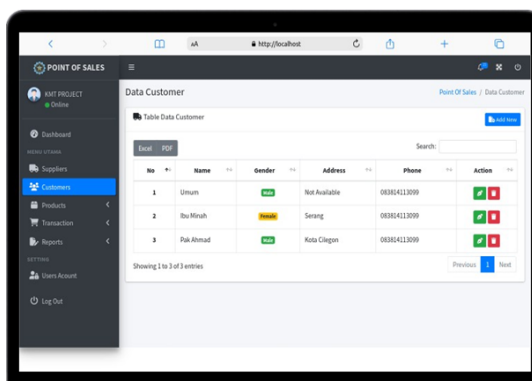 AA
http://localhost
POINT OF SALES
KMT PROJECT
Online
Data Customer
Point Of Sales / Data Customer
Dashboard
MENU UTAMA
Suppliers
Customers
Products
Transaction
Reports
SETTING
Users Acount
Log Out
Table Data Customer
Add New
Excel PDF
Search:
No Name Gender Address Phone Action
1 Umum Male Not Available 083814113099
2 Ibu Minah Female Serang 083814113099
3 Pak Ahmad Male Kota Cilegon 083814113099
Showing 1 to 3 of 3 entries
Previous 1 Next